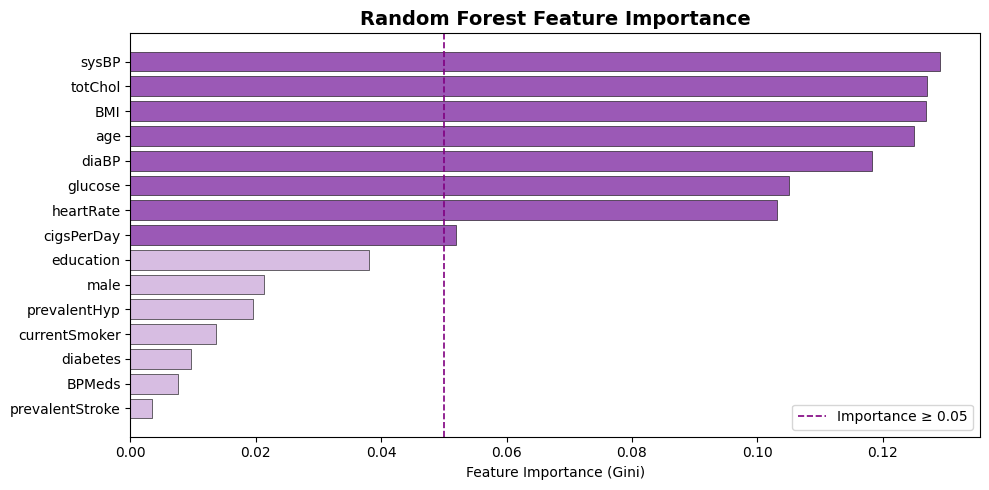 Random Forest Feature Importance
sysBP
totChol
BMI
age
diaBP
glucose
heartRate
cigsPerDay
education
male
prevalentHyp
currentSmoker
diabetes
BPMeds
prevalentStroke
Importance ≥ 0.05
0.00 0.02 0.04 0.06 0.08 0.10 0.12
Feature Importance (Gini)